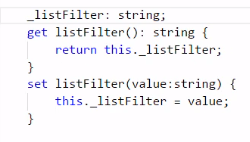 _listFilter: string;
get listFilter(): string {
    return this._listFilter;
}
set listFilter(value:string) {
    this._listFilter = value;
}